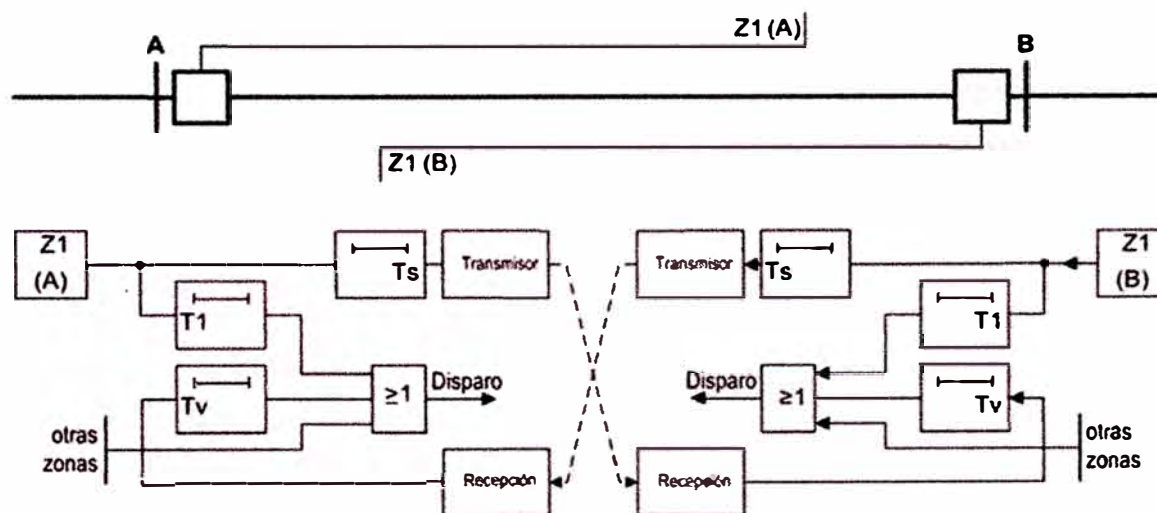 Z1 (A)
A
B
Z1 (B)
Z1
(A)
Ts
Transmisor
Transmisor
Ts
Z1
(B)
T1
T1
Tv
≥1
Disparo
Disparo
≥1
Tv
otras
zonas
otras
zonas
Recepción
Recepción